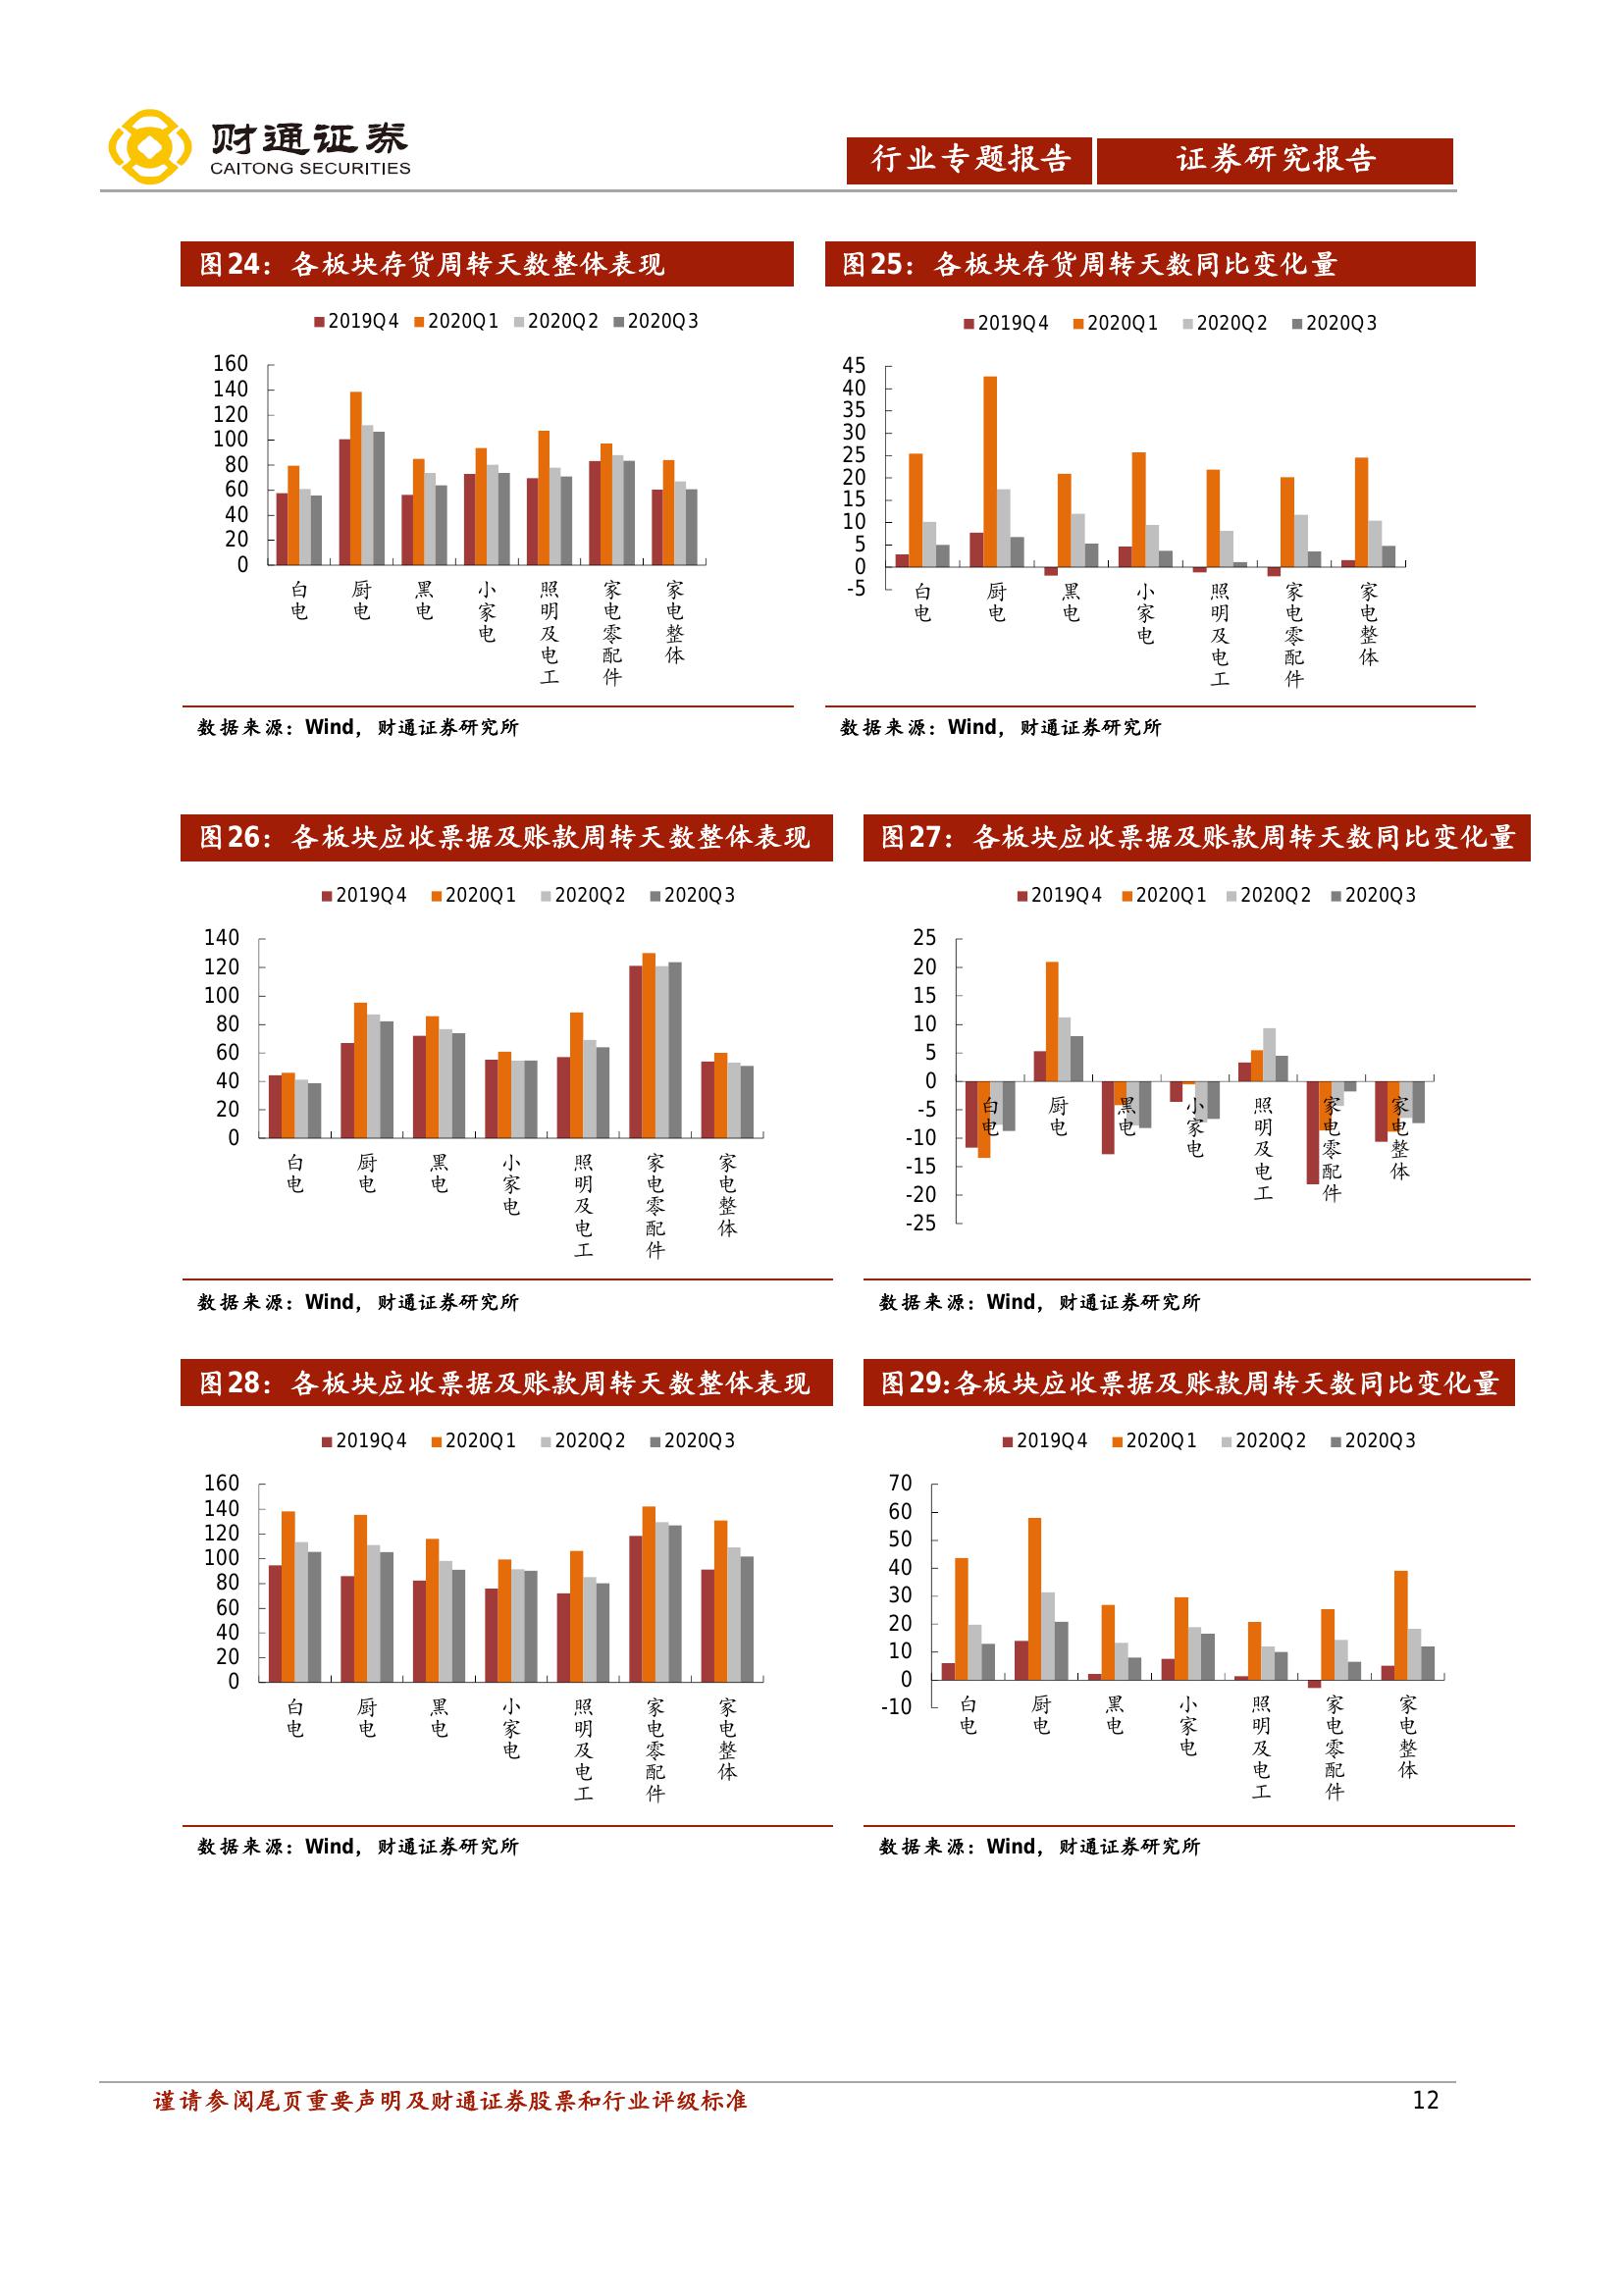 财通证券
CAITONG SECURITIES
行业专题报告 证券研究报告
图24：各板块存货周转天数整体表现
2019Q4 2020Q1 2020Q2 2020Q3
160
140
120
100
80
60
40
20
0
白电 厨电 黑电 小家电 照明及电工 家电零配件 家电整体
数据来源：Wind，财通证券研究所
图25：各板块存货周转天数同比变化量
2019Q4 2020Q1 2020Q2 2020Q3
45
40
35
30
25
20
15
10
5
0
-5
白电 厨电 黑电 小家电 照明及电工 家电零配件 家电整体
数据来源：Wind，财通证券研究所
图26：各板块应收票据及账款周转天数整体表现
2019Q4 2020Q1 2020Q2 2020Q3
140
120
100
80
60
40
20
0
白电 厨电 黑电 小家电 照明及电工 家电零配件 家电整体
数据来源：Wind，财通证券研究所
图27：各板块应收票据及账款周转天数同比变化量
2019Q4 2020Q1 2020Q2 2020Q3
25
20
15
10
5
0
-5
-10
-15
-20
-25
白电 厨电 黑电 小家电 照明及电工 家电零配件 家电整体
数据来源：Wind，财通证券研究所
图28：各板块应收票据及账款周转天数整体表现
2019Q4 2020Q1 2020Q2 2020Q3
160
140
120
100
80
60
40
20
0
白电 厨电 黑电 小家电 照明及电工 家电零配件 家电整体
数据来源：Wind，财通证券研究所
图29:各板块应收票据及账款周转天数同比变化量
2019Q4 2020Q1 2020Q2 2020Q3
70
60
50
40
30
20
10
0
-10
白电 厨电 黑电 小家电 照明及电工 家电零配件 家电整体
数据来源：Wind，财通证券研究所
谨请参阅尾页重要声明及财通证券股票和行业评级标准 12